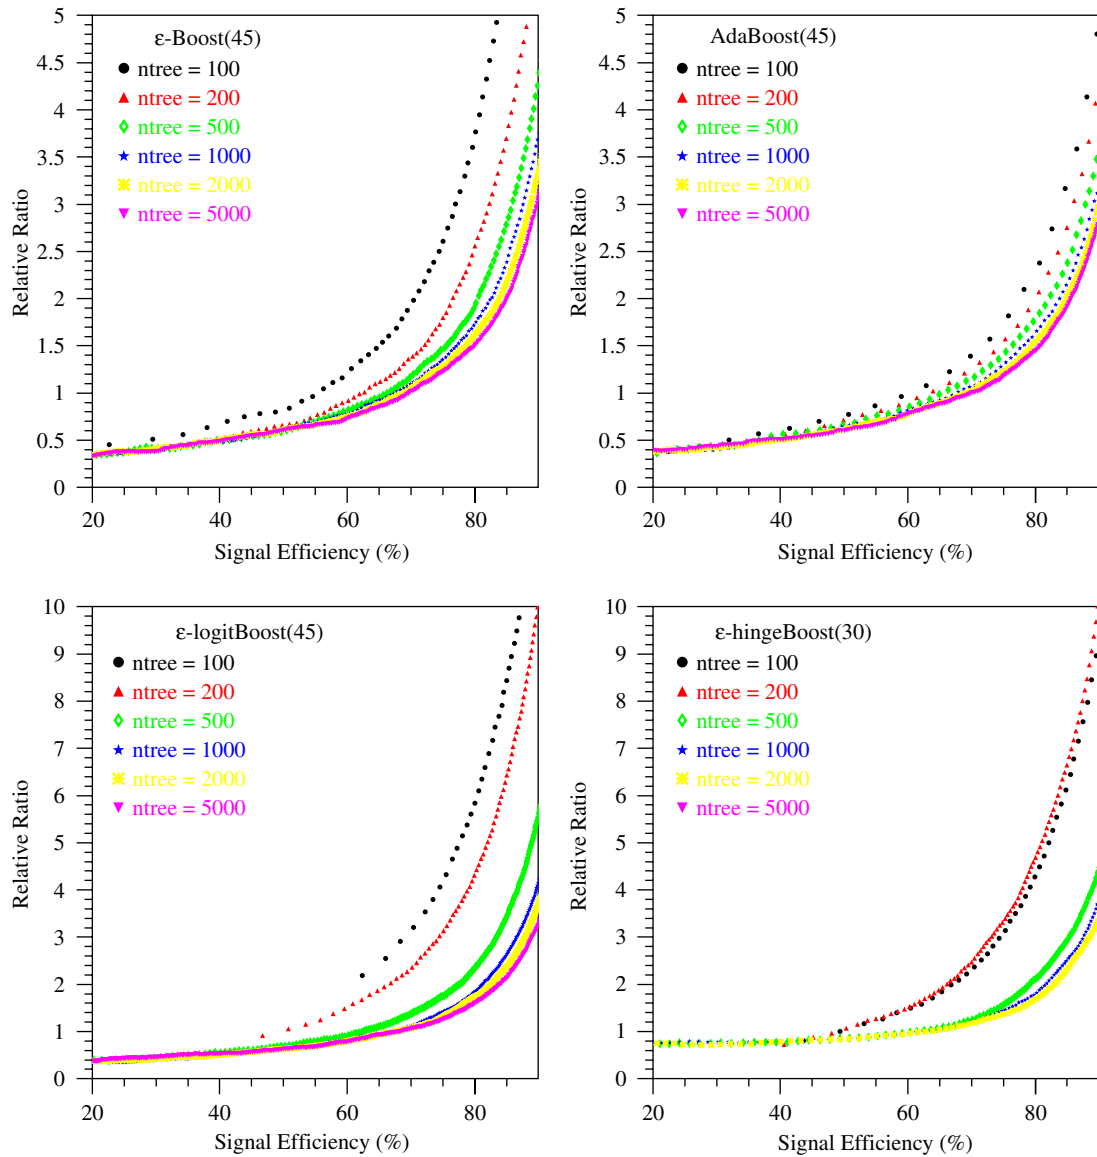 ε-Boost(45)
ntree = 100
ntree = 200
ntree = 500
ntree = 1000
ntree = 2000
ntree = 5000
5
4.5
4
3.5
3
2.5
2
1.5
1
0.5
0
Relative Ratio
20 40 60 80
Signal Efficiency (%)
AdaBoost(45)
ntree = 100
ntree = 200
ntree = 500
ntree = 1000
ntree = 2000
ntree = 5000
5
4.5
4
3.5
3
2.5
2
1.5
1
0.5
0
Relative Ratio
20 40 60 80
Signal Efficiency (%)
ε-logitBoost(45)
ntree = 100
ntree = 200
ntree = 500
ntree = 1000
ntree = 2000
ntree = 5000
10
9
8
7
6
5
4
3
2
1
0
Relative Ratio
20 40 60 80
Signal Efficiency (%)
ε-hingeBoost(30)
ntree = 100
ntree = 200
ntree = 500
ntree = 1000
ntree = 2000
ntree = 5000
10
9
8
7
6
5
4
3
2
1
0
Relative Ratio
20 40 60 80
Signal Efficiency (%)